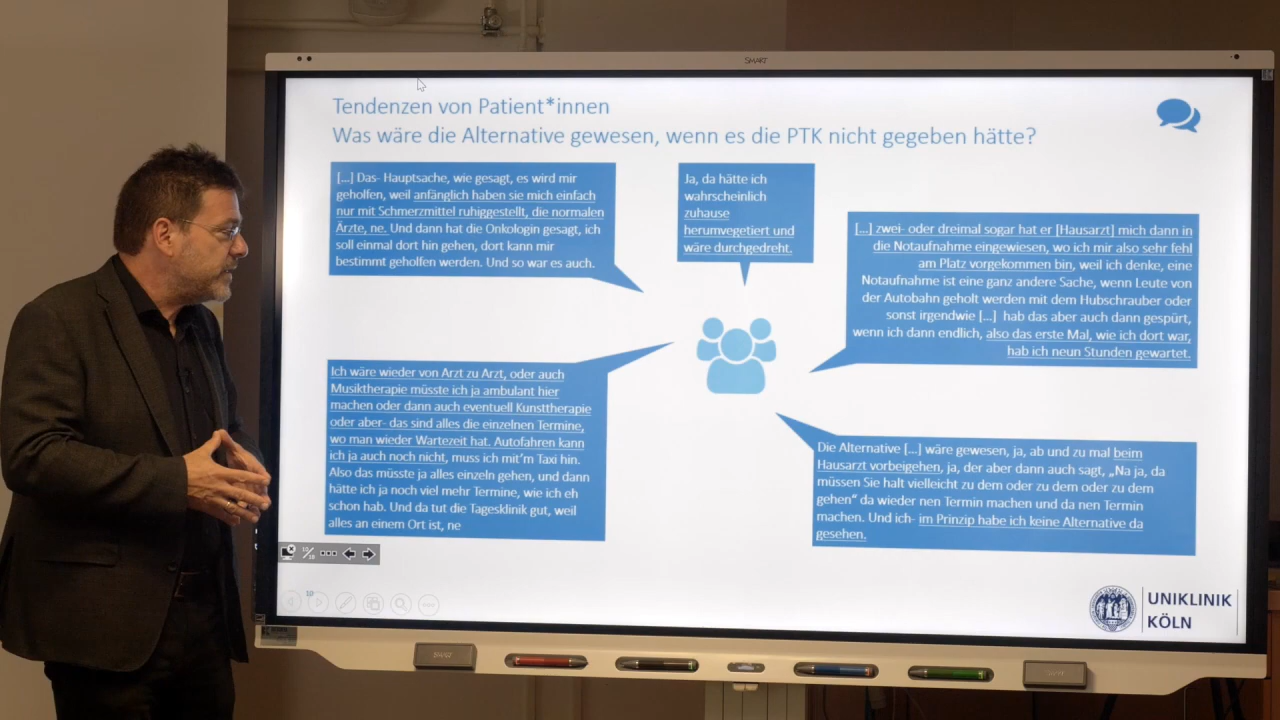 SMART
Tendenzen von Patient*innen
Was wäre die Alternative gewesen, wenn es die PTK nicht gegeben hätte?
[...] Das- Hauptsache, wie gesagt, es wird mir
geholfen, weil anfänglich haben sie mich einfach
nur mit Schmerzmittel ruhiggestellt, die normalen
Ärzte, ne. Und dann hat die Onkologin gesagt, ich
soll einmal dort hin gehen, dort kann mir
bestimmt geholfen werden. Und so war es auch.
Ja, da hätte ich
wahrscheinlich
zuhause
herumvegetiert und
wäre durchgedreht.
[...] zwei- oder dreimal sogar hat er [Hausarzt] mich dann in
die Notaufnahme eingewiesen, wo ich mir also sehr fehl
am Platz vorgekommen bin, weil ich denke, eine
Notaufnahme ist eine ganz andere Sache, wenn Leute von
der Autobahn geholt werden mit dem Hubschrauber oder
sonst irgendwie [...] hab das aber auch dann gespürt,
wenn ich dann endlich, also das erste Mal, wie ich dort war,
hab ich neun Stunden gewartet.
Ich wäre wieder von Arzt zu Arzt, oder auch
Musiktherapie müsste ich ja ambulant hier
machen oder dann auch eventuell Kunsttherapie
oder aber- das sind alles die einzelnen Termine,
wo man wieder Wartezeit hat. Autofahren kann
ich ja auch noch nicht, muss ich mit'm Taxi hin.
Also das müsste ja alles einzeln gehen, und dann
hätte ich ja noch viel mehr Termine, wie ich eh
schon hab. Und da tut die Tagesklinik gut, weil
alles an einem Ort ist, ne
Die Alternative [...] wäre gewesen, ja, ab und zu mal beim
Hausarzt vorbeigehen, ja, der aber dann auch sagt, „Na ja, da
müssen Sie halt vielleicht zu dem oder zu dem oder zu dem
gehen“ da wieder nen Termin machen und da nen Termin
machen. Und ich- im Prinzip habe ich keine Alternative da
gesehen.
10
UNIKLINIK
KÖLN
SMART